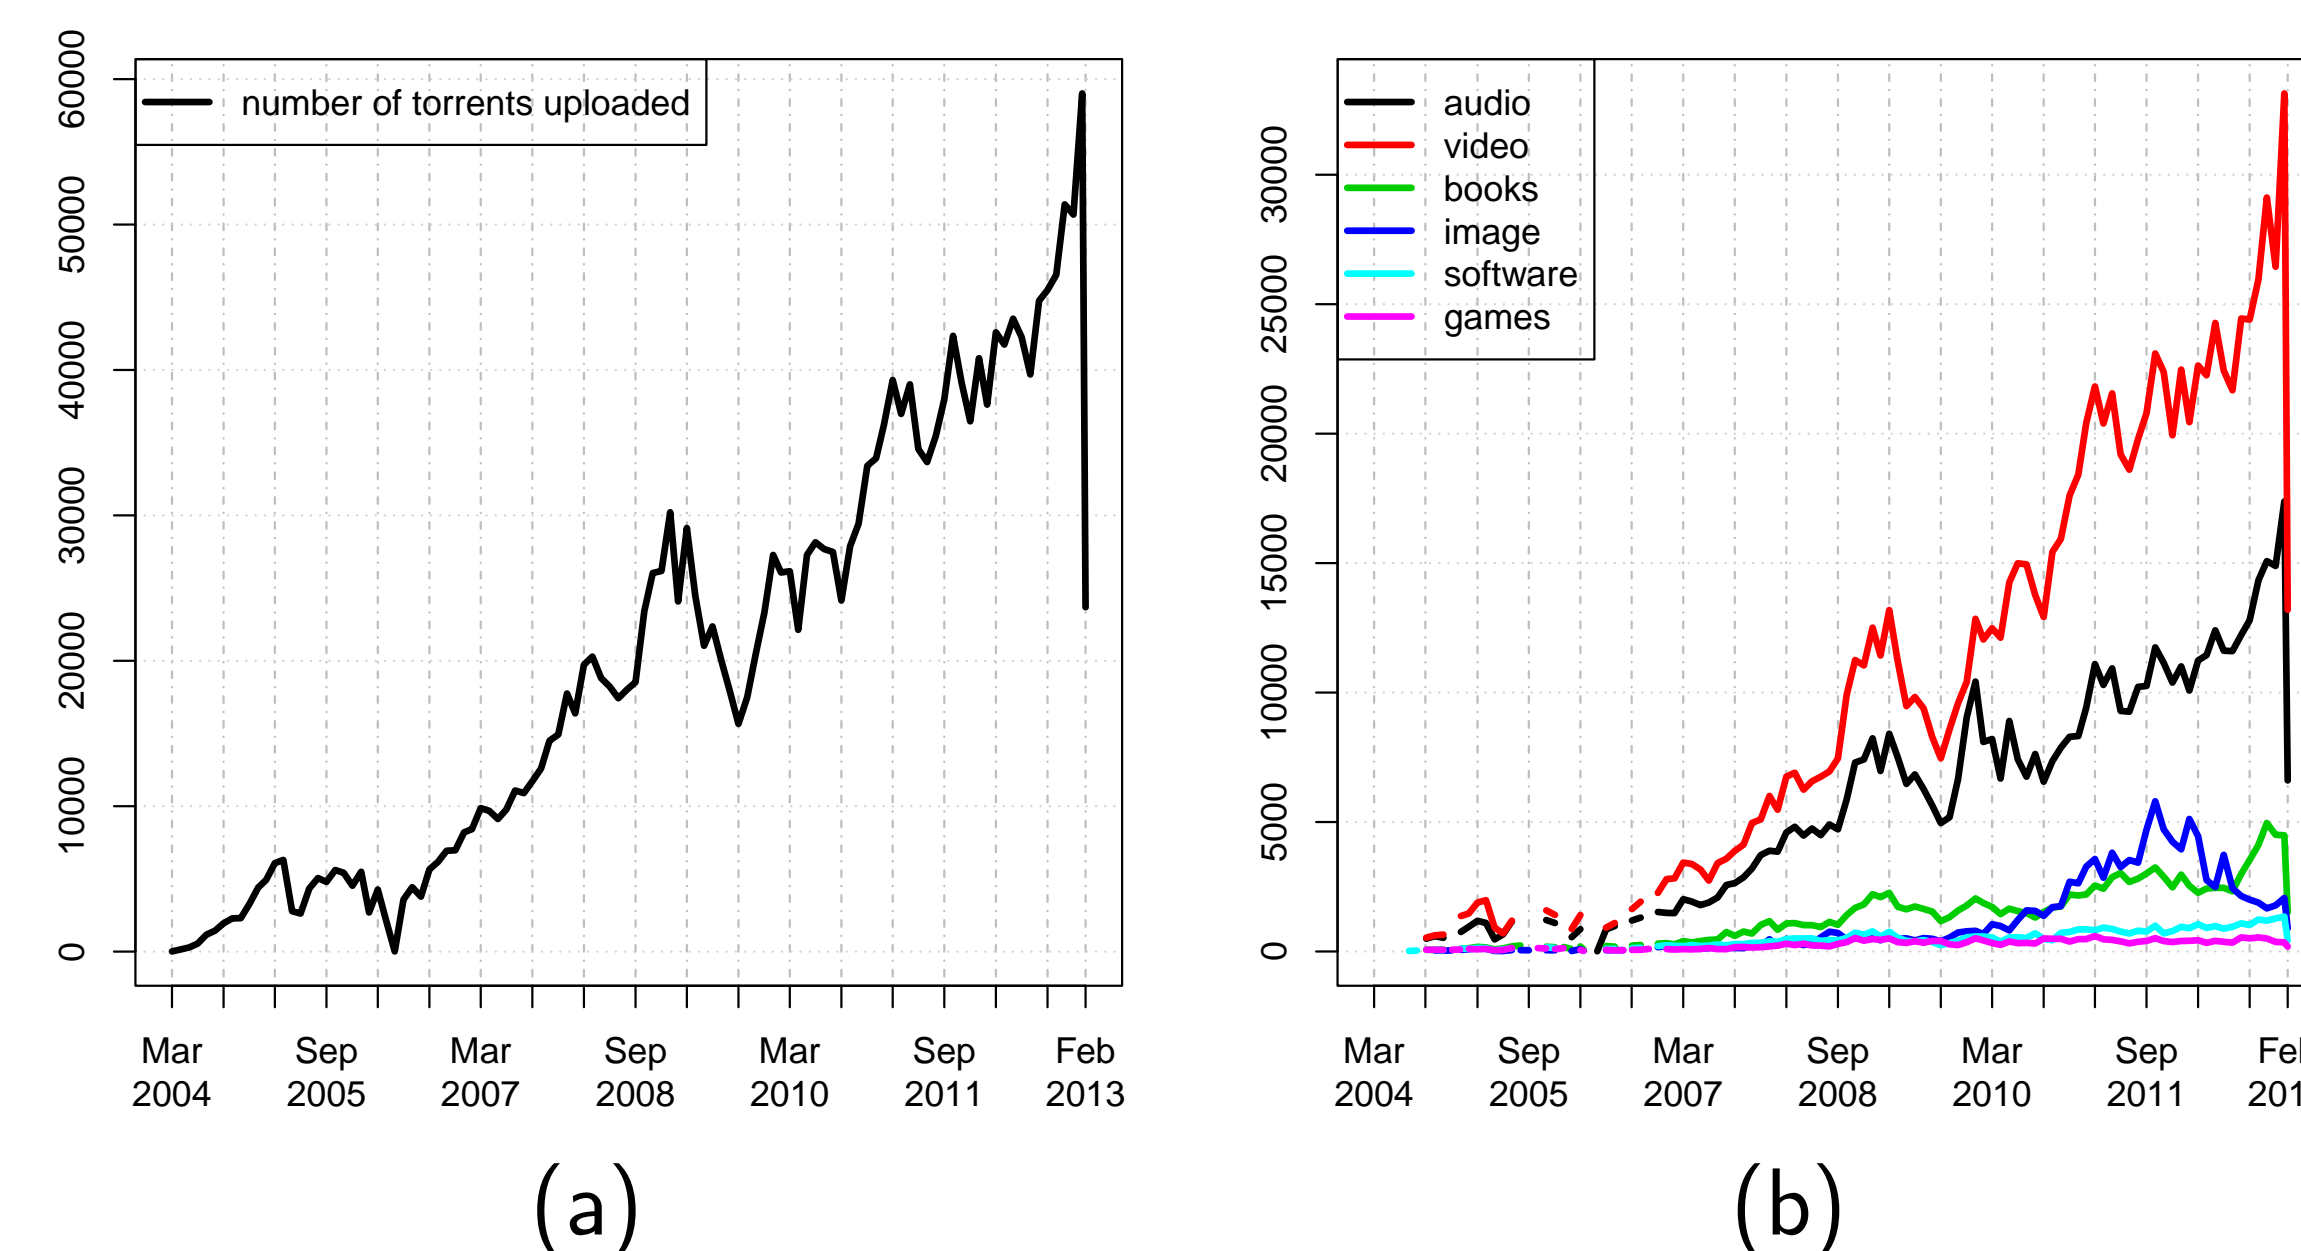 number of torrents uploaded
60000
50000
40000
30000
20000
10000
0
Mar 2004
Sep 2005
Mar 2007
Sep 2008
Mar 2010
Sep 2011
Feb 2013
(a)
audio
video
books
image
software
games
30000
25000
20000
15000
10000
5000
0
Mar 2004
Sep 2005
Mar 2007
Sep 2008
Mar 2010
Sep 2011
(b)